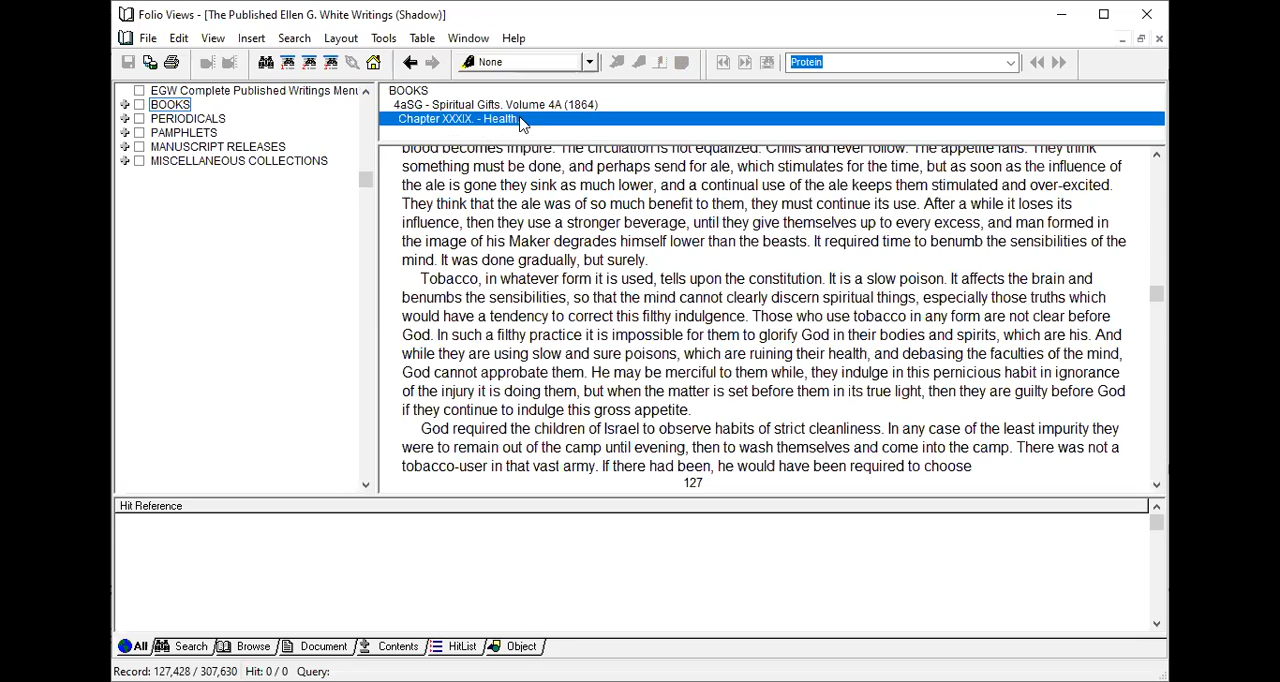 Folio Views - [The Published Ellen G. White Writings (Shadow)]
File Edit View Insert Search Layout Tools Table Window Help
None
Protein
EGW Complete Published Writings Menu
BOOKS
PERIODICALS
PAMPHLETS
MANUSCRIPT RELEASES
MISCELLANEOUS COLLECTIONS
BOOKS
4aSG - Spiritual Gifts. Volume 4A (1864)
Chapter XXXIX. - Health
blood becomes impure. The circulation is not equalized. Chills and fever follow. The appetite fails. They think
something must be done, and perhaps send for ale, which stimulates for the time, but as soon as the influence of
the ale is gone they sink as much lower, and a continual use of the ale keeps them stimulated and over-excited.
They think that the ale was of so much benefit to them, they must continue its use. After a while it loses its
influence, then they use a stronger beverage, until they give themselves up to every excess, and man formed in
the image of his Maker degrades himself lower than the beasts. It required time to benumb the sensibilities of the
mind. It was done gradually, but surely.
Tobacco, in whatever form it is used, tells upon the constitution. It is a slow poison. It affects the brain and
benumbs the sensibilities, so that the mind cannot clearly discern spiritual things, especially those truths which
would have a tendency to correct this filthy indulgence. Those who use tobacco in any form are not clear before
God. In such a filthy practice it is impossible for them to glorify God in their bodies and spirits, which are his. And
while they are using slow and sure poisons, which are ruining their health, and debasing the faculties of the mind,
God cannot approbate them. He may be merciful to them while, they indulge in this pernicious habit in ignorance
of the injury it is doing them, but when the matter is set before them in its true light, then they are guilty before God
if they continue to indulge this gross appetite.
God required the children of Israel to observe habits of strict cleanliness. In any case of the least impurity they
were to remain out of the camp until evening, then to wash themselves and come into the camp. There was not a
tobacco-user in that vast army. If there had been, he would have been required to choose
127
Hit Reference
All Search Browse Document Contents HitList Object
Record: 127,428 / 307,630 Hit: 0 / 0 Query: